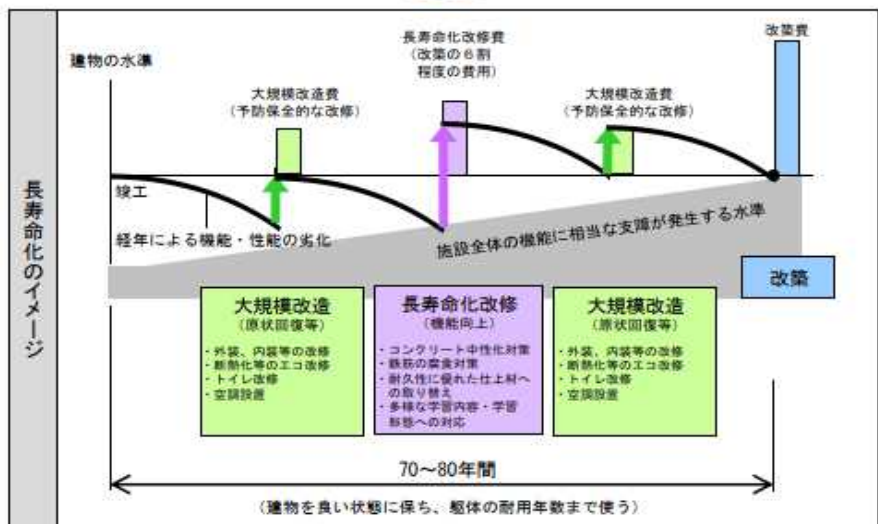 長寿命化のイメージ
建物の水準
大規模改造費
（予防保全的な改修）
長寿命化改修費
（改築の６割
程度の費用）
大規模改造費
（予防保全的な改修）
改築費
竣工
経年による機能・性能の劣化
施設全体の機能に相当な支障が発生する水準
改築
大規模改造
（原状回復等）
・外装、内装等の改修
・断熱化等のエコ改修
・トイレ改修
・空調設置
長寿命化改修
（機能向上）
・コンクリート中性化対策
・鉄筋の腐食対策
・耐久性に優れた仕上材へ
の取り替え
・多様な学習内容・学習
形態への対応
大規模改造
（原状回復等）
・外装、内装等の改修
・断熱化等のエコ改修
・トイレ改修
・空調設置
70～80年間
（建物を良い状態に保ち、躯体の耐用年数まで使う）